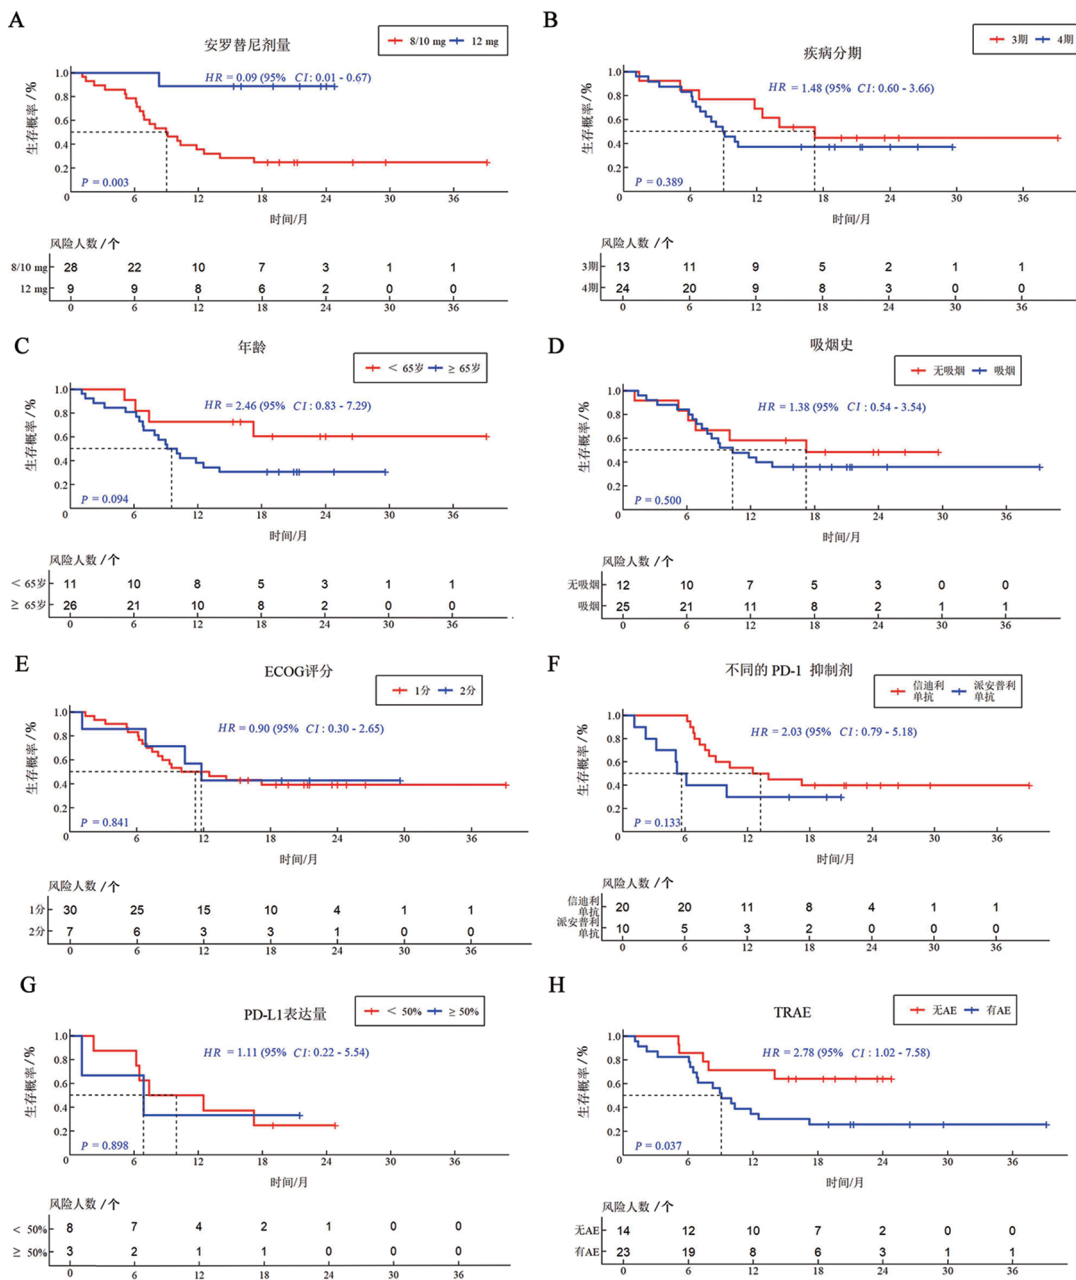 A
安罗替尼剂量
8/10 mg 12 mg
HR = 0.09 (95% CI: 0.01 - 0.67)
生存概率/%
1.0
0.8
0.6
0.4
0.2
P = 0.003
0 6 12 18 24 30 36
时间/月
风险人数/个
8/10 mg 28 22 10 7 3 1 1
12 mg 9 9 8 6 2 0 0
0 6 12 18 24 30 36
B
疾病分期
3期 4期
HR = 1.48 (95% CI: 0.60 - 3.66)
生存概率/%
1.0
0.8
0.6
0.4
0.2
P = 0.389
0 6 12 18 24 30 36
时间/月
风险人数/个
3期 13 11 9 5 2 1 1
4期 24 20 9 8 3 0 0
0 6 12 18 24 30 36
C
年龄
< 65岁 ≥ 65岁
HR = 2.46 (95% CI: 0.83 - 7.29)
生存概率/%
1.0
0.8
0.6
0.4
0.2
P = 0.094
0 6 12 18 24 30 36
时间/月
风险人数/个
< 65岁 11 10 8 5 3 1 1
≥ 65岁 26 21 10 8 2 0 0
0 6 12 18 24 30 36
D
吸烟史
无吸烟 吸烟
HR = 1.38 (95% CI: 0.54 - 3.54)
生存概率/%
1.0
0.8
0.6
0.4
0.2
P = 0.500
0 6 12 18 24 30 36
时间/月
风险人数/个
无吸烟 12 10 7 5 3 0 0
吸烟 25 21 11 8 2 1 1
0 6 12 18 24 30 36
E
ECOG评分
1分 2分
HR = 0.90 (95% CI: 0.30 - 2.65)
生存概率/%
1.0
0.8
0.6
0.4
0.2
P = 0.841
0 6 12 18 24 30 36
时间/月
风险人数/个
1分 30 25 15 10 4 1 1
2分 7 6 3 3 1 0 0
0 6 12 18 24 30 36
F
不同的 PD-1 抑制剂
信迪利 派安普利
单抗 单抗
HR = 2.03 (95% CI: 0.79 - 5.18)
生存概率/%
1.0
0.8
0.6
0.4
0.2
P = 0.133
0 6 12 18 24 30 36
时间/月
风险人数/个
信迪利
单抗 20 20 11 8 4 1 1
派安普利
单抗 10 5 3 2 0 0 0
0 6 12 18 24 30 36
G
PD-L1表达量
< 50% ≥ 50%
HR = 1.11 (95% CI: 0.22 - 5.54)
生存概率/%
1.0
0.8
0.6
0.4
0.2
P = 0.898
0 6 12 18 24 30 36
时间/月
风险人数/个
< 50% 8 7 4 2 1 0 0
≥ 50% 3 2 1 1 0 0 0
0 6 12 18 24 30 36
H
TRAE
无AE 有AE
HR = 2.78 (95% CI: 1.02 - 7.58)
生存概率/%
1.0
0.8
0.6
0.4
0.2
P = 0.037
0 6 12 18 24 30 36
时间/月
风险人数/个
无AE 14 12 10 7 2 0 0
有AE 23 19 8 6 3 1 1
0 6 12 18 24 30 36